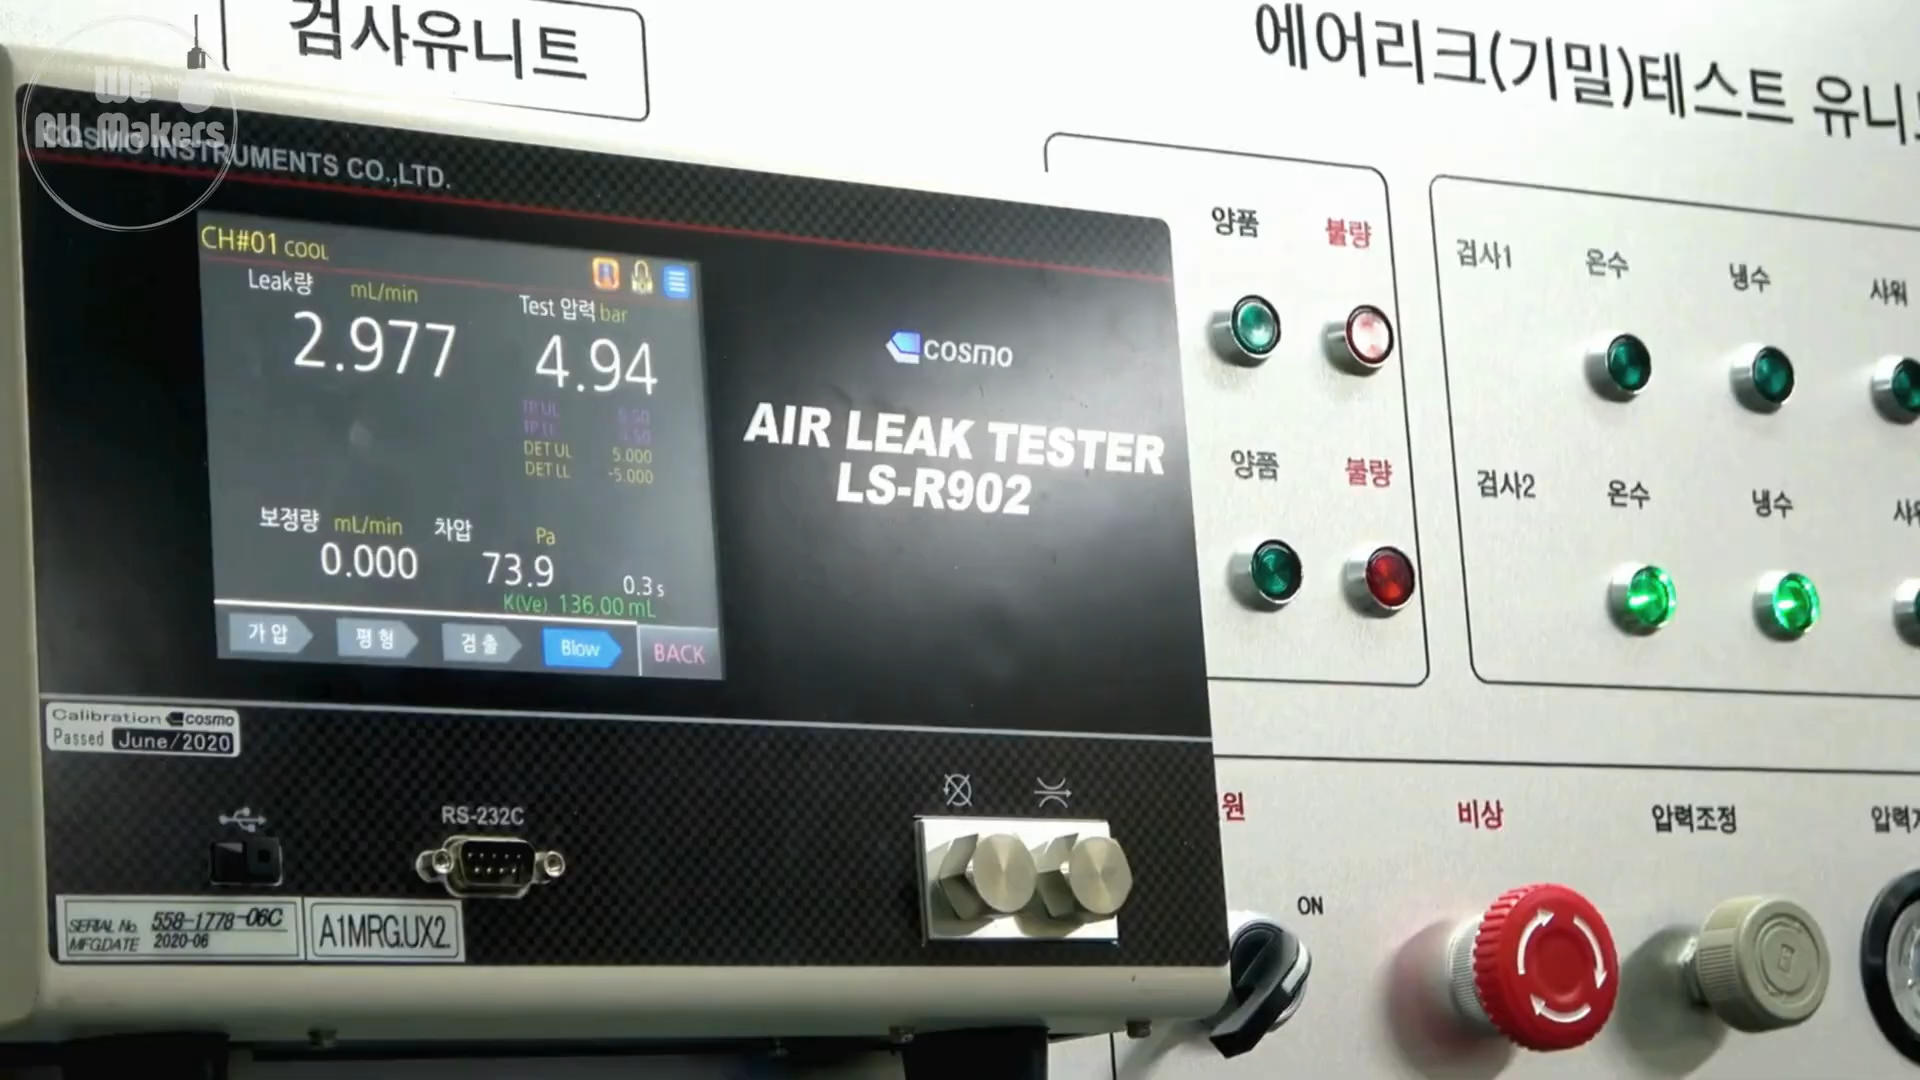 검사유니트
에어리크(기밀)테스트 유니
We
All Makers
COSMO INSTRUMENTS CO.,LTD.
CH#01 COOL
Leak량 mL/min
2.977
Test 압력 bar
4.94
DET UL 5.000
DET LL -5.000
보정량 mL/min
0.000
차압 Pa
73.9
0.3 s
K(Ve) 136.00 mL
가 압
평 형
검 출
Blow
BACK
cosmo
AIR LEAK TESTER
LS-R902
Calibration cosmo
Passed June/2020
RS-232C
SERIAL No. 558-1778-06C
MFG.DATE 2020-06
A1MRG.UX2.
양품 불량
양품 불량
검사1 온수 냉수 샤워
검사2 온수 냉수
원
ON
비상
압력조정
압력